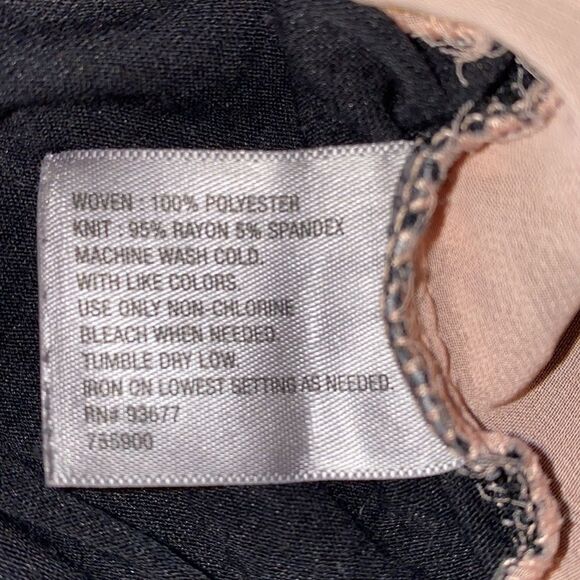 WOVEN : 100% POLYESTER
KNIT : 95% RAYON 5% SPANDEX
MACHINE WASH COLD.
WITH LIKE COLORS.
USE ONLY NON-CHLORINE
BLEACH WHEN NEEDED.
TUMBLE DRY LOW.
IRON ON LOWEST SETTING AS NEEDED.
RN# 93677